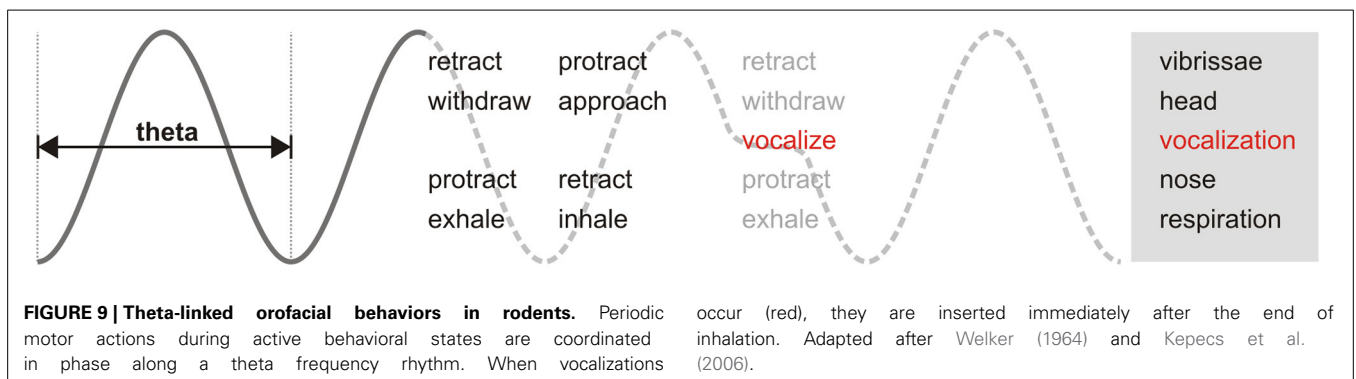 retract protract retract vibrissae
withdraw approach withdraw head
theta vocalize vocalization
protract retract protract nose
exhale inhale exhale respiration
FIGURE 9 | Theta-linked orofacial behaviors in rodents. Periodic
motor actions during active behavioral states are coordinated
in phase along a theta frequency rhythm. When vocalizations
occur (red), they are inserted immediately after the end of
inhalation. Adapted after Welker (1964) and Kepecs et al.
(2006).